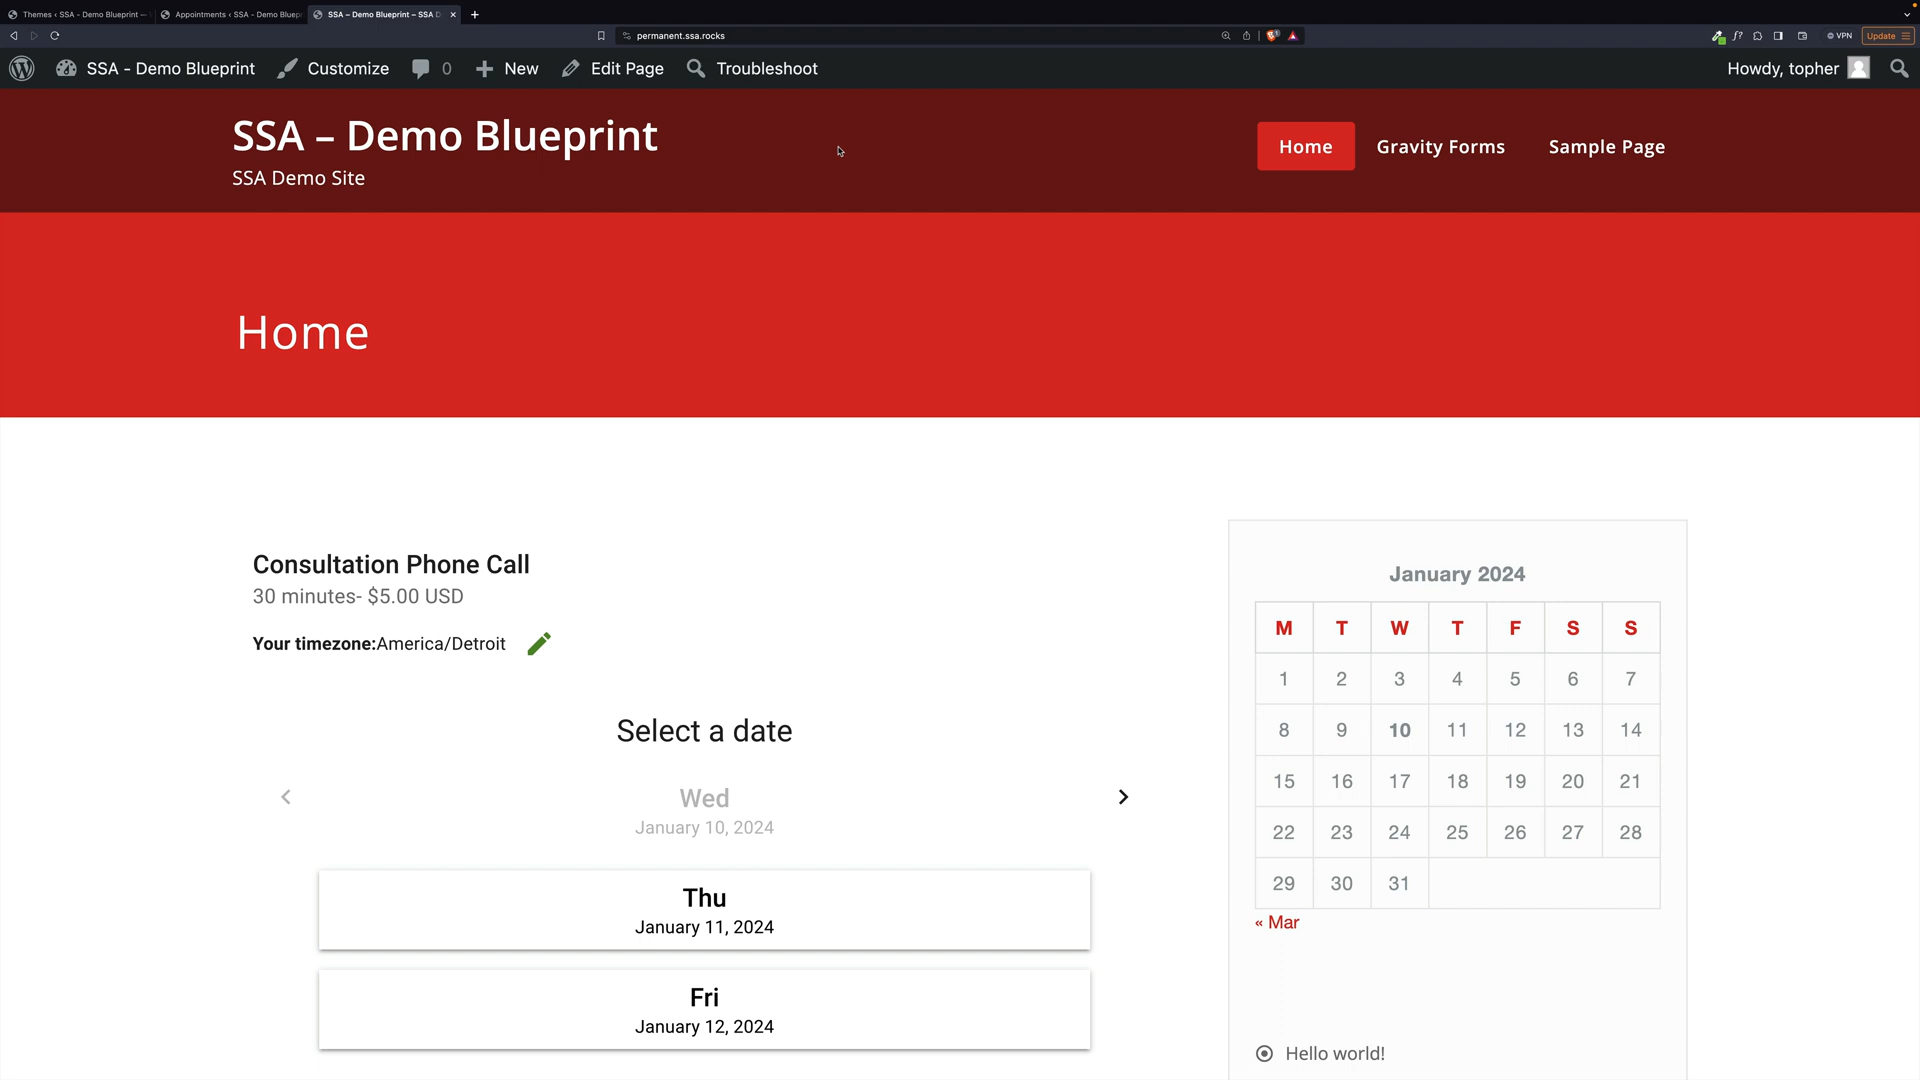 Themes ‹ SSA - Demo Blueprint —
Appointments ‹ SSA - Demo Bluep
SSA – Demo Blueprint – SSA D
permanent.ssa.rocks
VPN
Update
SSA - Demo Blueprint
Customize
0
New
Edit Page
Troubleshoot
Howdy, topher
SSA – Demo Blueprint
SSA Demo Site
Home
Gravity Forms
Sample Page
Home
Consultation Phone Call
30 minutes- $5.00 USD
Your timezone:America/Detroit
Select a date
Wed
January 10, 2024
Thu
January 11, 2024
Fri
January 12, 2024
January 2024
M T W T F S S
1 2 3 4 5 6 7
8 9 10 11 12 13 14
15 16 17 18 19 20 21
22 23 24 25 26 27 28
29 30 31
« Mar
Hello world!